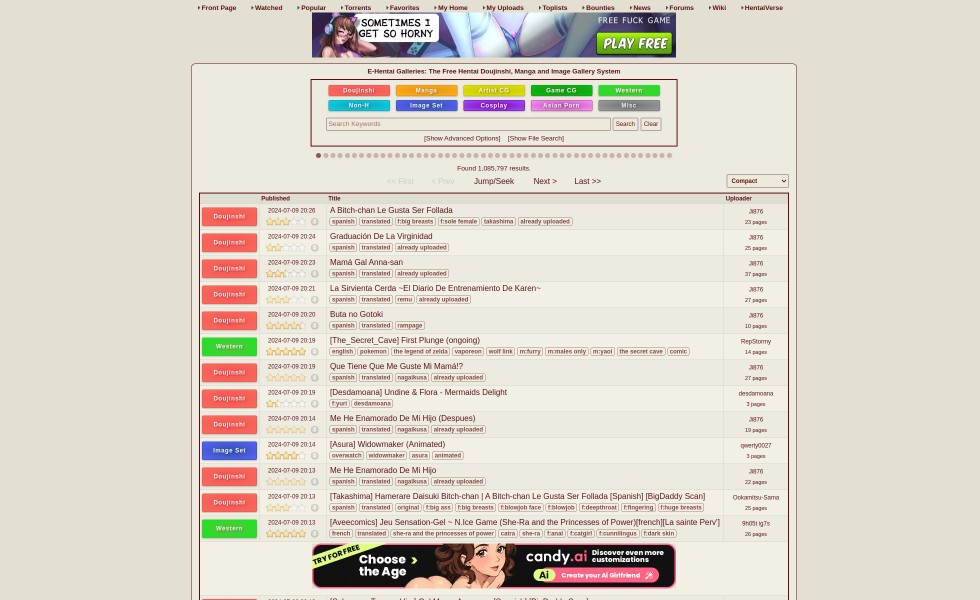 Front Page Watched Popular Torrents Favorites My Home My Uploads Toplists Bounties News Forums Wiki HentaiVerse
SOMETIMES I
GET SO HORNY
FREE FUCK GAME
PLAY FREE
E-Hentai Galleries: The Free Hentai Doujinshi, Manga and Image Gallery System
Doujinshi Manga Artist CG Game CG Western
Non-H Image Set Cosplay Asian Porn Misc
Search Keywords Search Clear
[Show Advanced Options] [Show File Search]
Found 1,085,797 results.
<< First < Prev Jump/Seek Next > Last >> Compact
Published Title Uploader
Doujinshi 2024-07-09 20:26 A Bitch-chan Le Gusta Ser Follada JI876
spanish translated f:big breasts f:sole female takashima already uploaded 23 pages
Doujinshi 2024-07-09 20:24 Graduación De La Virginidad JI876
spanish translated already uploaded 25 pages
Doujinshi 2024-07-09 20:23 Mamá Gal Anna-san JI876
spanish translated already uploaded 37 pages
Doujinshi 2024-07-09 20:21 La Sirvienta Cerda ~El Diario De Entrenamiento De Karen~ JI876
spanish translated remu already uploaded 27 pages
Doujinshi 2024-07-09 20:20 Buta no Gotoki JI876
spanish translated rampage 10 pages
Western 2024-07-09 20:19 [The_Secret_Cave] First Plunge (ongoing) RepStormy
english pokemon the legend of zelda vaporeon wolf link m:furry m:males only m:yaoi the secret cave comic 14 pages
Doujinshi 2024-07-09 20:19 Que Tiene Que Me Guste Mi Mamá!? JI876
spanish translated nagaikusa already uploaded 27 pages
Doujinshi 2024-07-09 20:19 [Desdamoana] Undine & Flora - Mermaids Delight desdamoana
f:yuri desdamoana 3 pages
Doujinshi 2024-07-09 20:14 Me He Enamorado De Mi Hijo (Despues) JI876
spanish translated nagaikusa already uploaded 19 pages
Image Set 2024-07-09 20:14 [Asura] Widowmaker (Animated) qwerty0027
overwatch widowmaker asura animated 3 pages
Doujinshi 2024-07-09 20:13 Me He Enamorado De Mi Hijo JI876
spanish translated nagaikusa already uploaded 22 pages
Doujinshi 2024-07-09 20:13 [Takashima] Hamerare Daisuki Bitch-chan | A Bitch-chan Le Gusta Ser Follada [Spanish] [BigDaddy Scan] Ookamitsu-Sama
spanish translated original f:big ass f:big breasts f:blowjob face f:blowjob f:deepthroat f:fingering f:huge breasts 25 pages
Western 2024-07-09 20:13 [Aveecomics] Jeu Sensation-Gel ~ N.Ice Game (She-Ra and the Princesses of Power)[french][La sainte Perv']
french translated she-ra and the princesses of power catra she-ra f:anal f:catgirl f:cunnilingus f:dark skin 26 pages
TRY FOR FREE
Choose
the Age
candy.ai Discover even more
customizations
Ai Create your AI Girlfriend